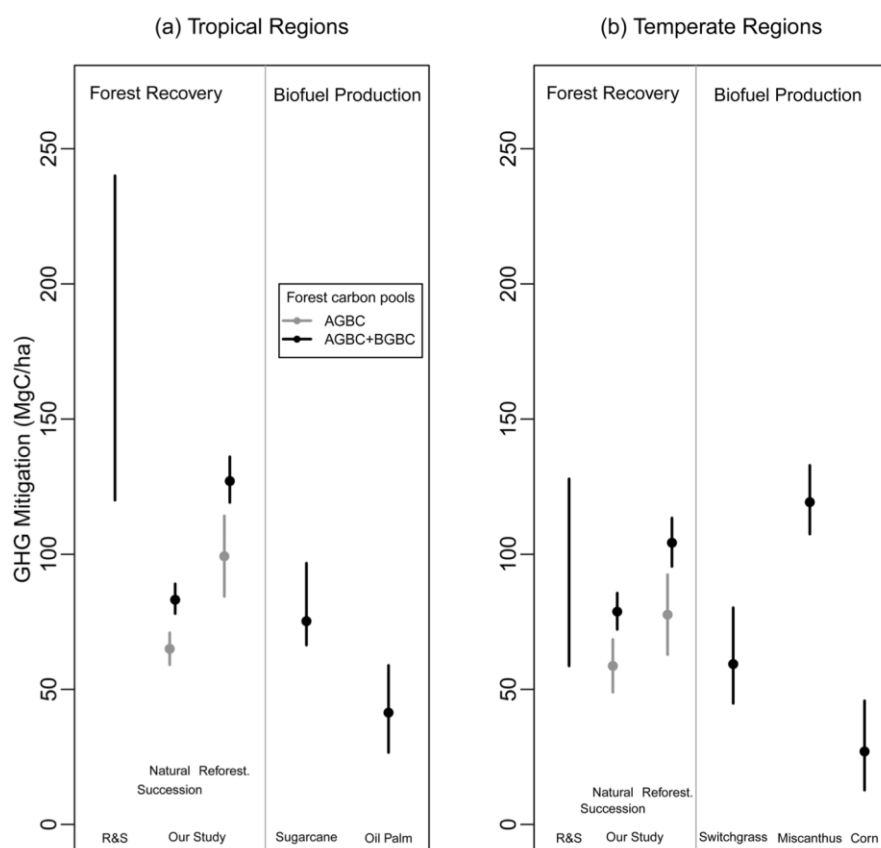 (a) Tropical Regions
(b) Temperate Regions
Forest Recovery
Biofuel Production
Forest Recovery
Biofuel Production
GHG Mitigation (MgC/ha)
250
200
150
100
50
0
Forest carbon pools
AGBC
AGBC+BGBC
Natural Reforest.
Succession
R&S Our Study Sugarcane Oil Palm
250
200
150
100
50
0
Natural Reforest.
Succession
R&S Our Study Switchgrass Miscanthus Corn